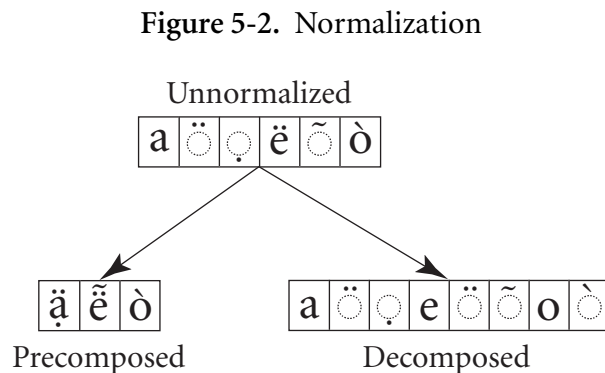 Figure 5-2. Normalization
Unnormalized
a ◌̈ ◌̣ ë ◌̃ ò
ạ̈ ë̃ ò
a ◌̈ ◌̣ e ◌̈ ◌̃ o ◌̀
Precomposed
Decomposed